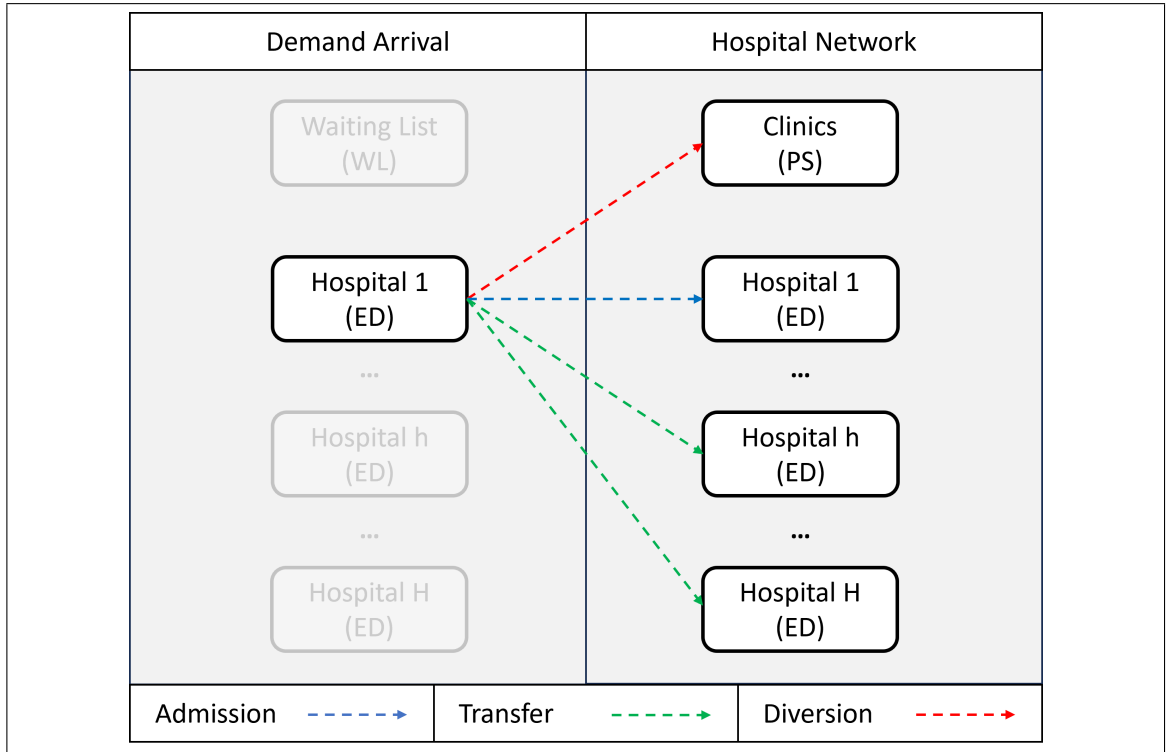 Demand Arrival
Hospital Network
Waiting List
(WL)
Clinics
(PS)
Hospital 1
(ED)
Hospital 1
(ED)
...
...
Hospital h
(ED)
Hospital h
(ED)
...
...
Hospital H
(ED)
Hospital H
(ED)
Admission
Transfer
Diversion